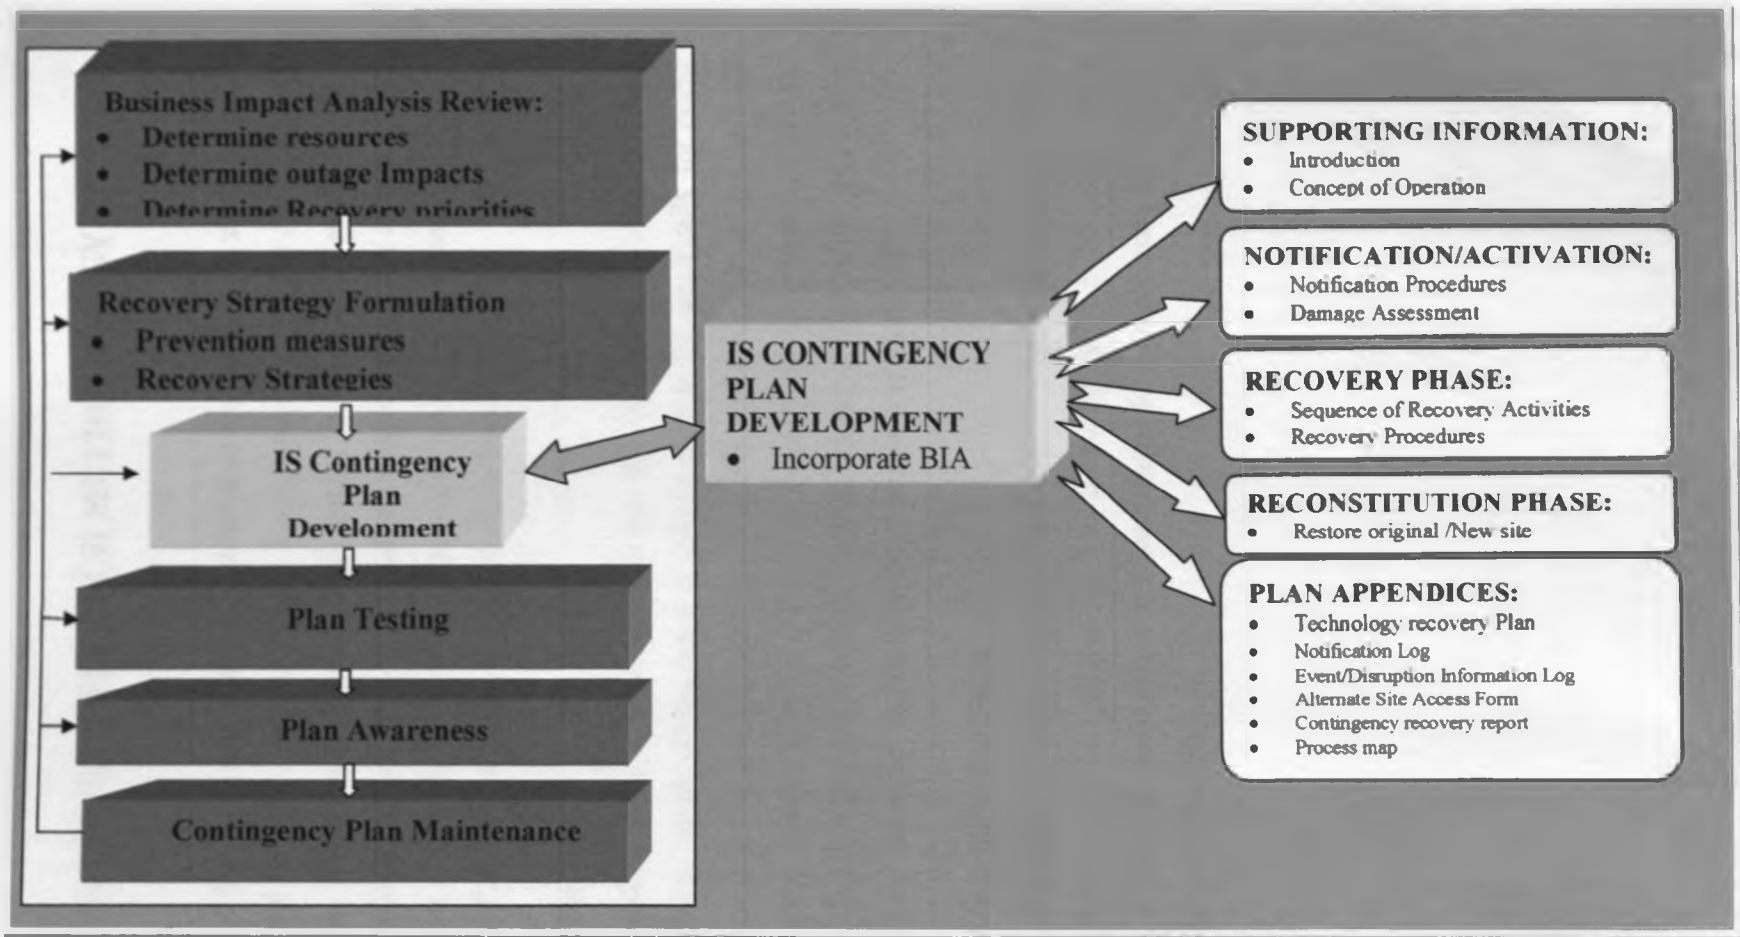 Business Impact Analysis Review:
• Determine resources
• Determine outage Impacts
• Determine Recovery priorities
Recovery Strategy Formulation
• Prevention measures
• Recovery Strategies
IS Contingency
Plan
Development
Plan Testing
Plan Awareness
Contingency Plan Maintenance
IS CONTINGENCY
PLAN
DEVELOPMENT
• Incorporate BIA
SUPPORTING INFORMATION:
• Introduction
• Concept of Operation
NOTIFICATION/ACTIVATION:
• Notification Procedures
• Damage Assessment
RECOVERY PHASE:
• Sequence of Recovery Activities
• Recovery Procedures
RECONSTITUTION PHASE:
• Restore original /New site
PLAN APPENDICES:
• Technology recovery Plan
• Notification Log
• Event/Disruption Information Log
• Alternate Site Access Form
• Contingency recovery report
• Process map